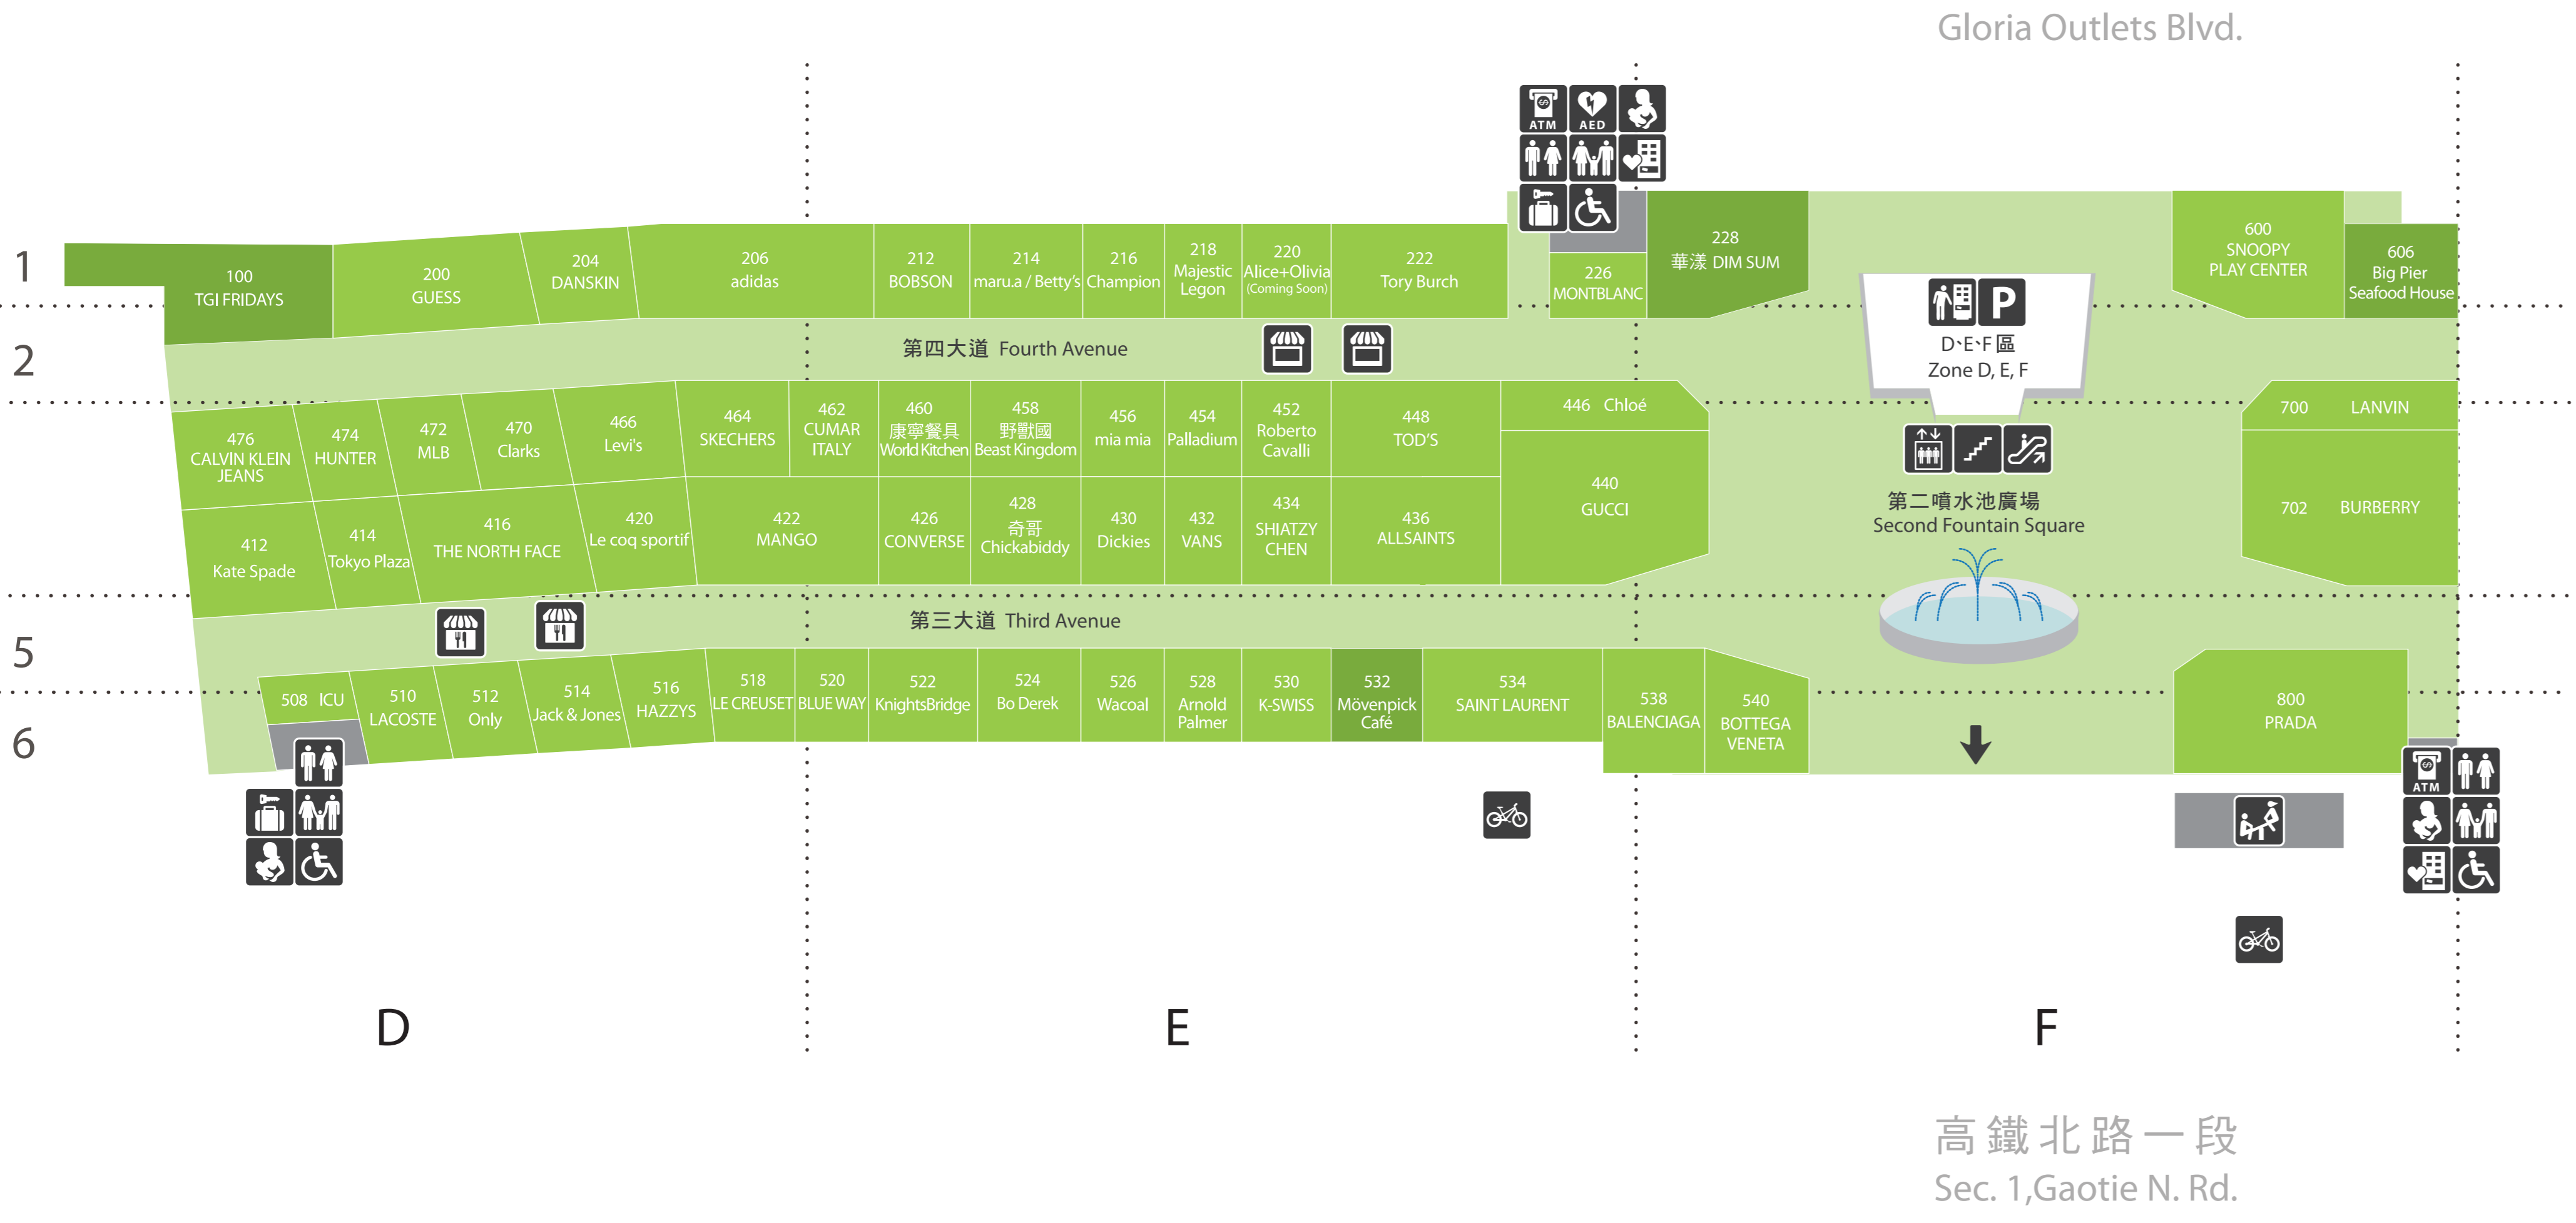 Gloria Outlets Blvd.
ATM
AED
1
100
TGI FRIDAYS
200
GUESS
204
DANSKIN
206
adidas
212
BOBSON
214
maru.a / Betty's
216
Champion
218
Majestic
Legon
220
Alice+Olivia
(Coming Soon)
222
Tory Burch
226
MONTBLANC
228
華漾 DIM SUM
600
SNOOPY
PLAY CENTER
606
Big Pier
Seafood House
P
D、E、F 區
Zone D, E, F
2
第四大道 Fourth Avenue
476
CALVIN KLEIN
JEANS
474
HUNTER
472
MLB
470
Clarks
466
Levi's
464
SKECHERS
462
CUMAR
ITALY
460
康寧餐具
World Kitchen
458
野獸國
Beast Kingdom
456
mia mia
454
Palladium
452
Roberto
Cavalli
448
TOD'S
446 Chloé
700 LANVIN
412
Kate Spade
414
Tokyo Plaza
416
THE NORTH FACE
420
Le coq sportif
422
MANGO
426
CONVERSE
428
奇哥
Chickabiddy
430
Dickies
432
VANS
434
SHIATZY
CHEN
436
ALLSAINTS
440
GUCCI
第二噴水池廣場
Second Fountain Square
702 BURBERRY
5
第三大道 Third Avenue
508 ICU
510
LACOSTE
512
Only
514
Jack & Jones
516
HAZZYS
518
LE CREUSET
520
BLUE WAY
522
KnightsBridge
524
Bo Derek
526
Wacoal
528
Arnold
Palmer
530
K-SWISS
532
Mövenpick
Café
534
SAINT LAURENT
538
BALENCIAGA
540
BOTTEGA
VENETA
800
PRADA
6
ATM
D
E
F
高鐵北路一段
Sec. 1,Gaotie N. Rd.